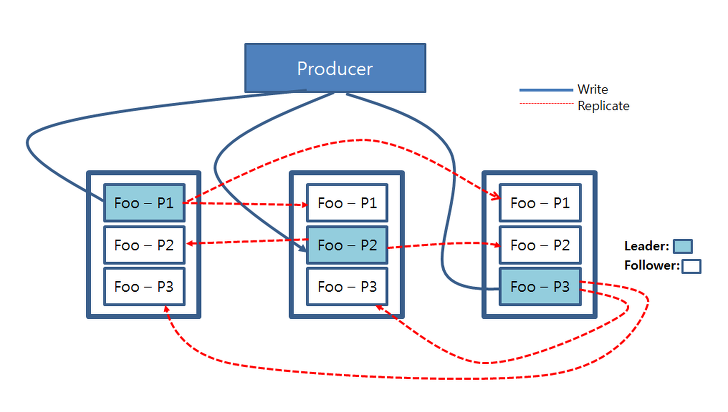 Producer
Write
Replicate
Foo – P1
Foo – P1
Foo – P1
Foo – P2
Foo – P2
Foo – P2
Leader:
Follower:
Foo – P3
Foo – P3
Foo – P3